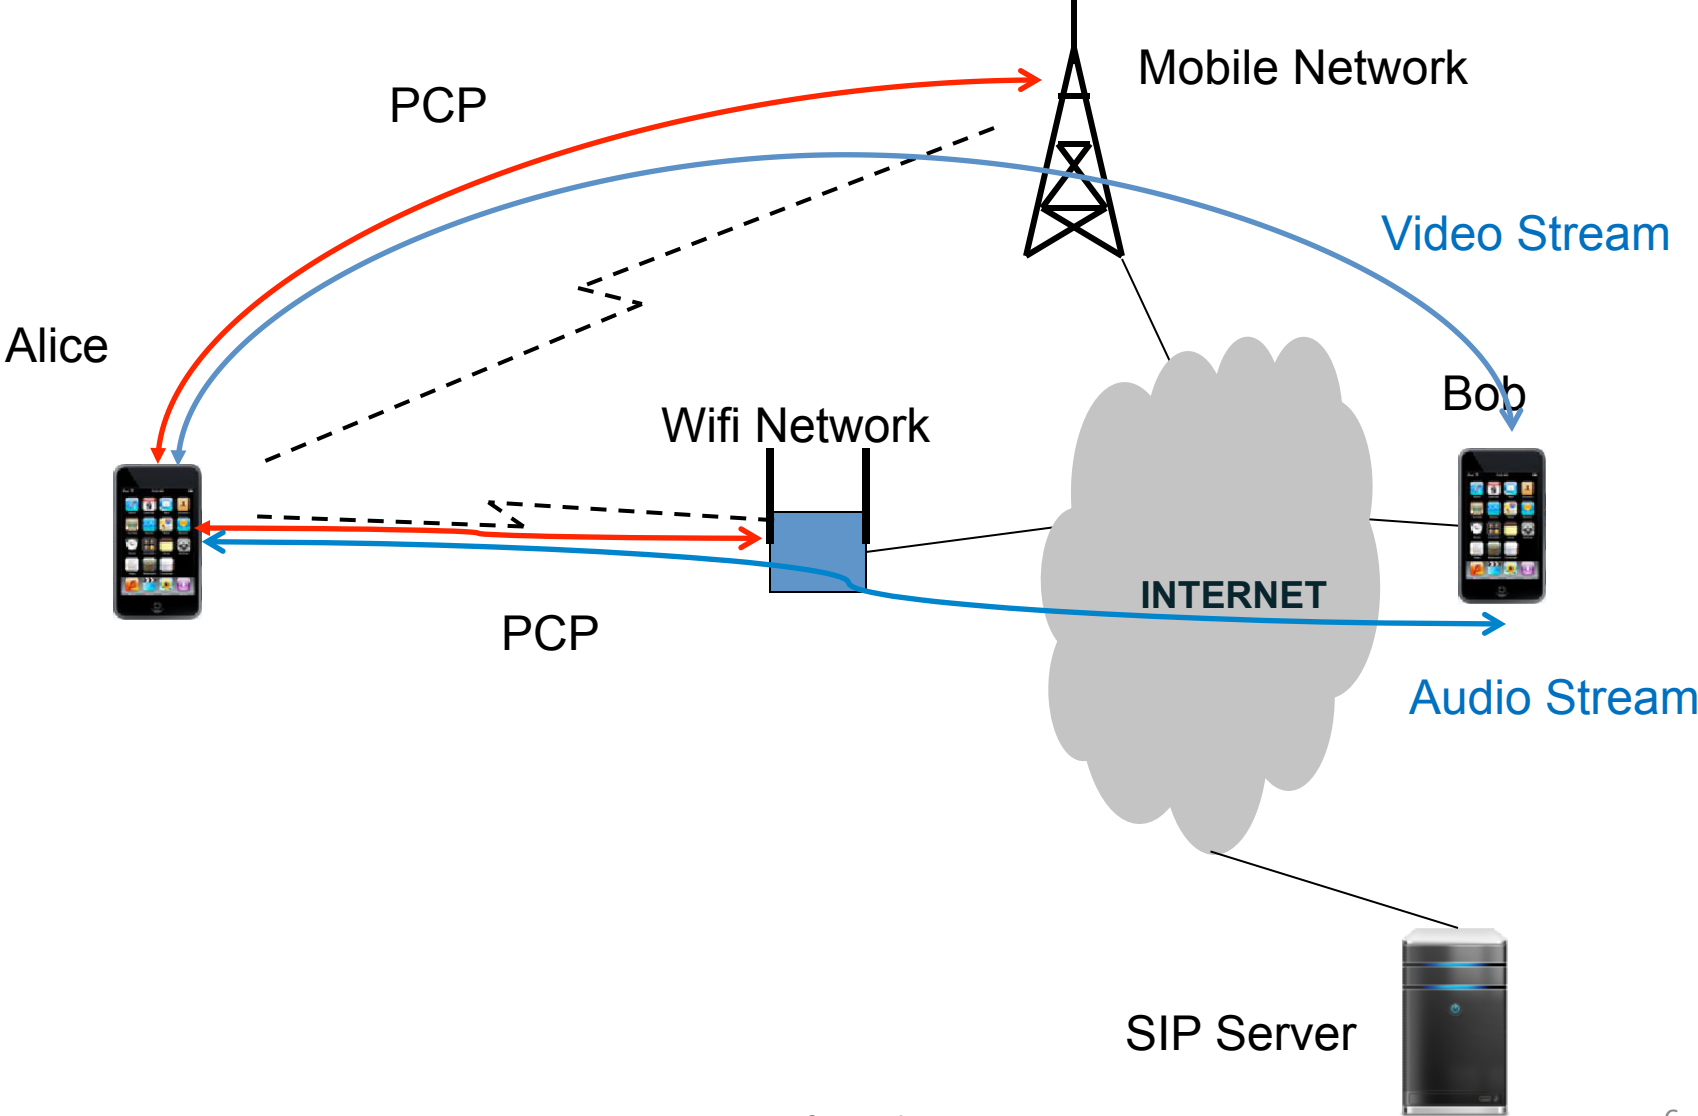 Mobile Network
PCP
Video Stream
Alice
Bob
Wifi Network
INTERNET
PCP
Audio Stream
SIP Server